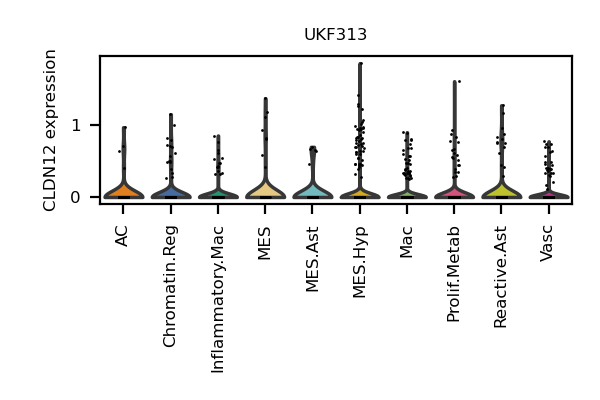 UKF313
CLDN12 expression
1
0
AC
Chromatin.Reg
Inflammatory.Mac
MES
MES.Ast
MES.Hyp
Mac
Prolif.Metab
Reactive.Ast
Vasc